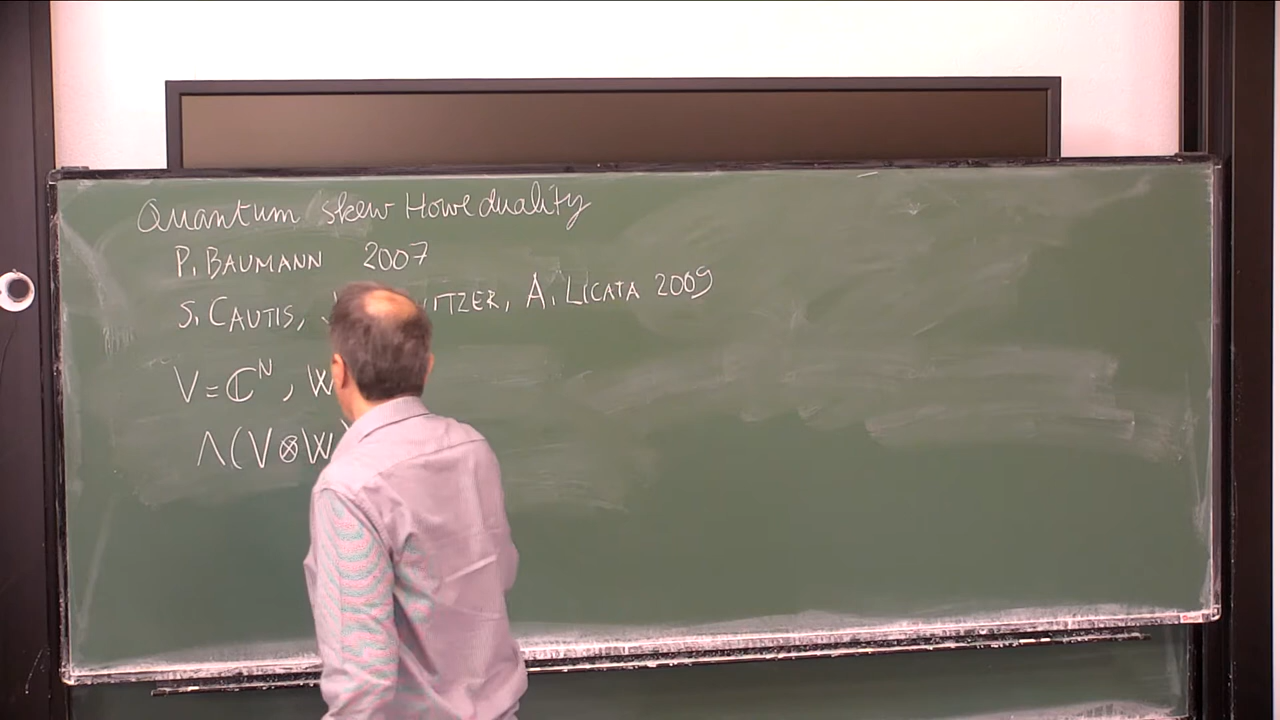 Quantum skew Howe duality
P. BAUMANN 2007
S. CAUTIS, A. LICATA 2009
V = ℂ^N, W
Λ(V⊗W